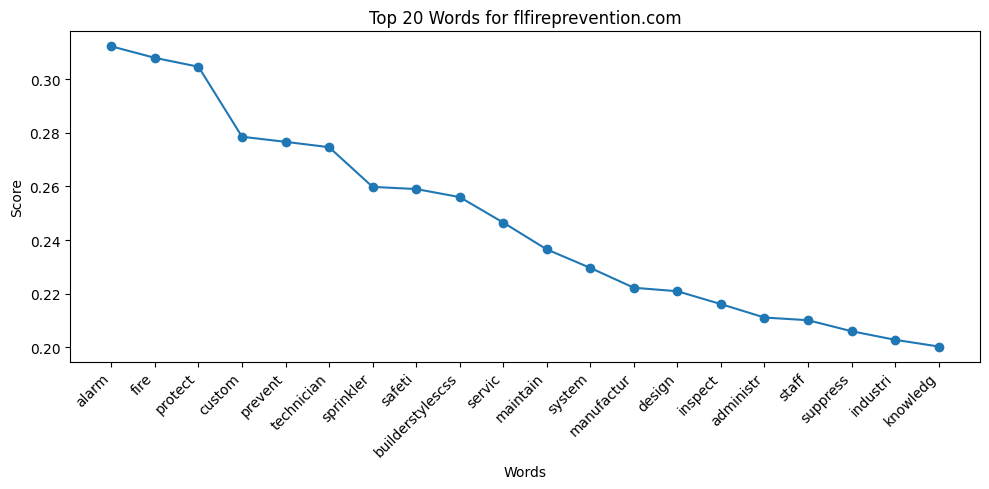 Top 20 Words for flfireprevention.com
Score
0.30
0.28
0.26
0.24
0.22
0.20
alarm
fire
protect
custom
prevent
technician
sprinkler
safeti
builderstylescss
servic
maintain
system
manufactur
design
inspect
administr
staff
suppress
industri
knowledg
Words